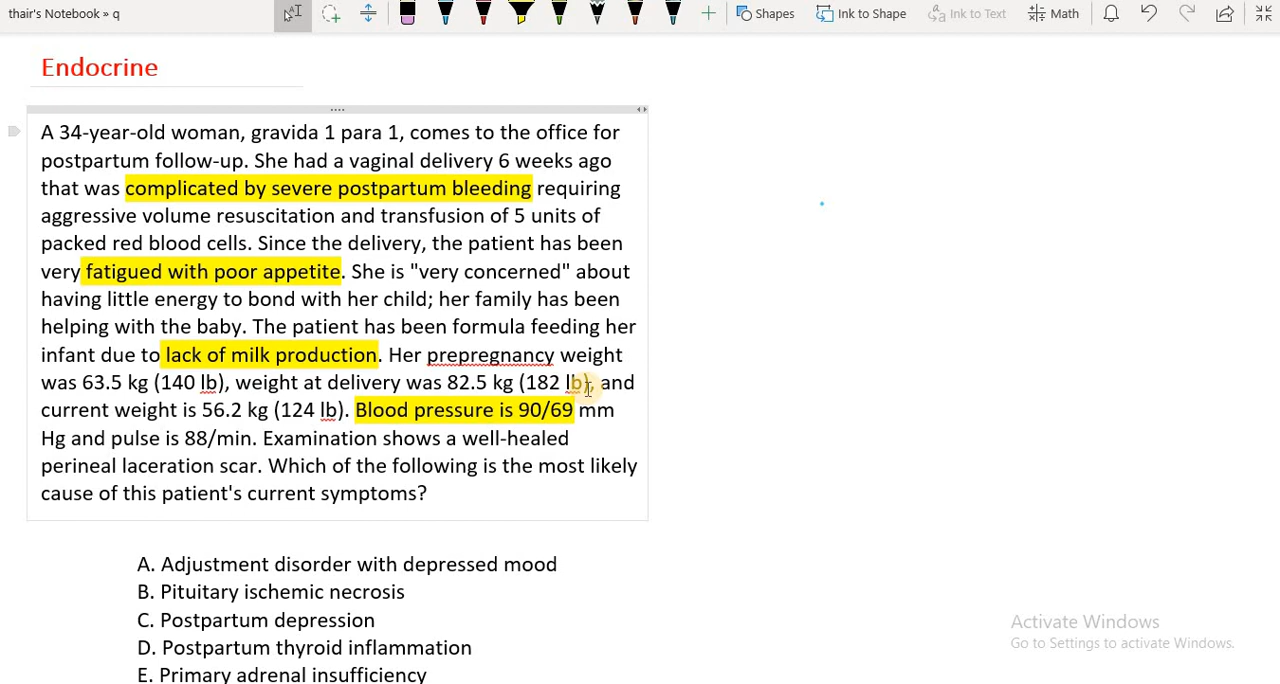 thair's Notebook » q
Shapes
Ink to Shape
Ink to Text
Math
Endocrine
A 34-year-old woman, gravida 1 para 1, comes to the office for
postpartum follow-up. She had a vaginal delivery 6 weeks ago
that was complicated by severe postpartum bleeding requiring
aggressive volume resuscitation and transfusion of 5 units of
packed red blood cells. Since the delivery, the patient has been
very fatigued with poor appetite. She is "very concerned" about
having little energy to bond with her child; her family has been
helping with the baby. The patient has been formula feeding her
infant due to lack of milk production. Her prepregnancy weight
was 63.5 kg (140 lb), weight at delivery was 82.5 kg (182 lb), and
current weight is 56.2 kg (124 lb). Blood pressure is 90/69 mm
Hg and pulse is 88/min. Examination shows a well-healed
perineal laceration scar. Which of the following is the most likely
cause of this patient's current symptoms?
A. Adjustment disorder with depressed mood
B. Pituitary ischemic necrosis
C. Postpartum depression
D. Postpartum thyroid inflammation
E. Primary adrenal insufficiency
Activate Windows
Go to Settings to activate Windows.